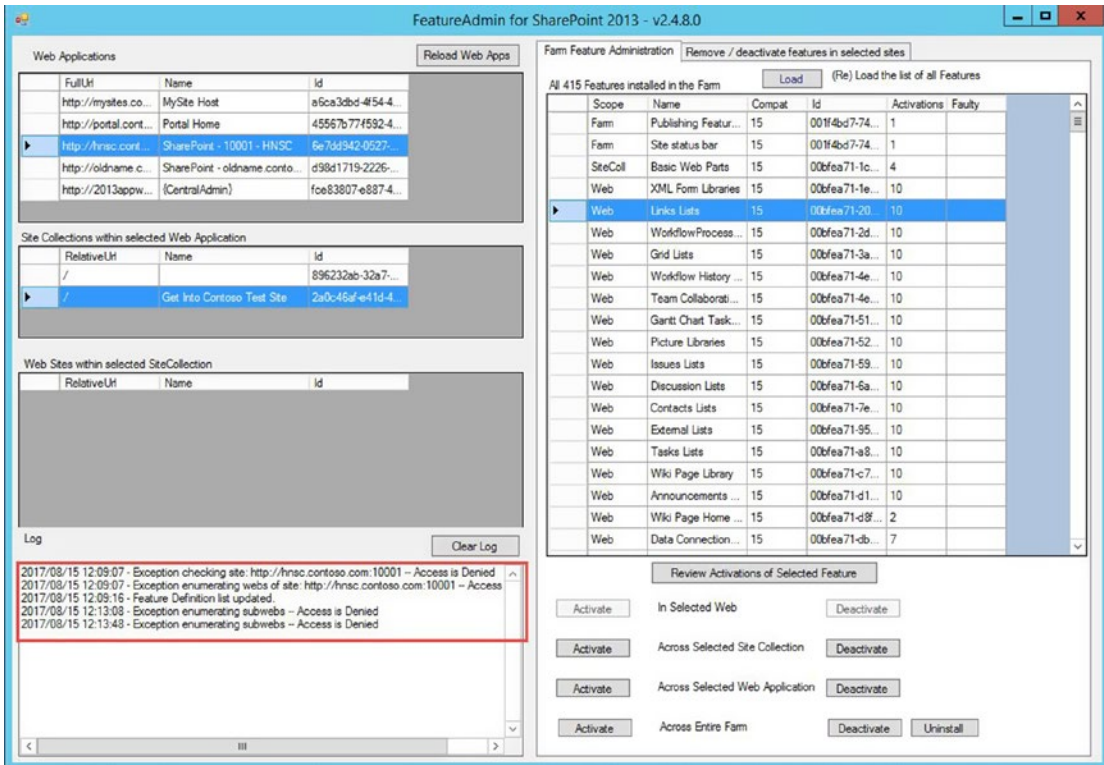 FeatureAdmin for SharePoint 2013 - v2.4.8.0
Web Applications
Reload Web Apps
FullUrl Name Id
http://mysites.co... MySite Host a6ca3dbd-4f54-4...
http://portal.cont... Portal Home 45567b77-f592-4...
http://hnsc.cont... SharePoint - 10001 - HNSC 6e7dd942-0527-...
http://oldname.c... SharePoint - oldname.conto... d98d1719-2226-...
http://2013appw... {CentralAdmin} fce83807-e887-4...
Site Collections within selected Web Application
RelativeUrl Name Id
/ 896232ab-32a7-...
/ Get Into Contoso Test Site 2a0c46af-e41d-4...
Web Sites within selected SiteCollection
RelativeUrl Name Id
Log
Clear Log
2017/08/15 12:09:07 - Exception checking site: http://hnsc.contoso.com:10001 -- Access is Denied
2017/08/15 12:09:07 - Exception enumerating webs of site: http://hnsc.contoso.com:10001 -- Access
2017/08/15 12:09:16 - Feature Definition list updated.
2017/08/15 12:13:08 - Exception enumerating subwebs -- Access is Denied
2017/08/15 12:13:48 - Exception enumerating subwebs -- Access is Denied
Farm Feature Administration Remove / deactivate features in selected sites
All 415 Features installed in the Farm
Load
(Re) Load the list of all Features
Scope Name Compat Id Activations Faulty
Farm Publishing Featur... 15 001f4bd7-74... 1
Farm Site status bar 15 001f4bd7-74... 1
SiteColl Basic Web Parts 15 00bfea71-1c... 4
Web XML Form Libraries 15 00bfea71-1e... 10
Web Links Lists 15 00bfea71-20... 10
Web WorkflowProcess... 15 00bfea71-2d... 10
Web Grid Lists 15 00bfea71-3a... 10
Web Workflow History ... 15 00bfea71-4e... 10
Web Team Collaborati... 15 00bfea71-4e... 10
Web Gantt Chart Task... 15 00bfea71-51... 10
Web Picture Libraries 15 00bfea71-52... 10
Web Issues Lists 15 00bfea71-59... 10
Web Discussion Lists 15 00bfea71-6a... 10
Web Contacts Lists 15 00bfea71-7e... 10
Web External Lists 15 00bfea71-95... 10
Web Tasks Lists 15 00bfea71-a8... 10
Web Wiki Page Library 15 00bfea71-c7... 10
Web Announcements ... 15 00bfea71-d1... 10
Web Wiki Page Home ... 15 00bfea71-d8f... 2
Web Data Connection... 15 00bfea71-db... 7
Review Activations of Selected Feature
Activate In Selected Web Deactivate
Activate Across Selected Site Collection Deactivate
Activate Across Selected Web Application Deactivate
Activate Across Entire Farm Deactivate Uninstall